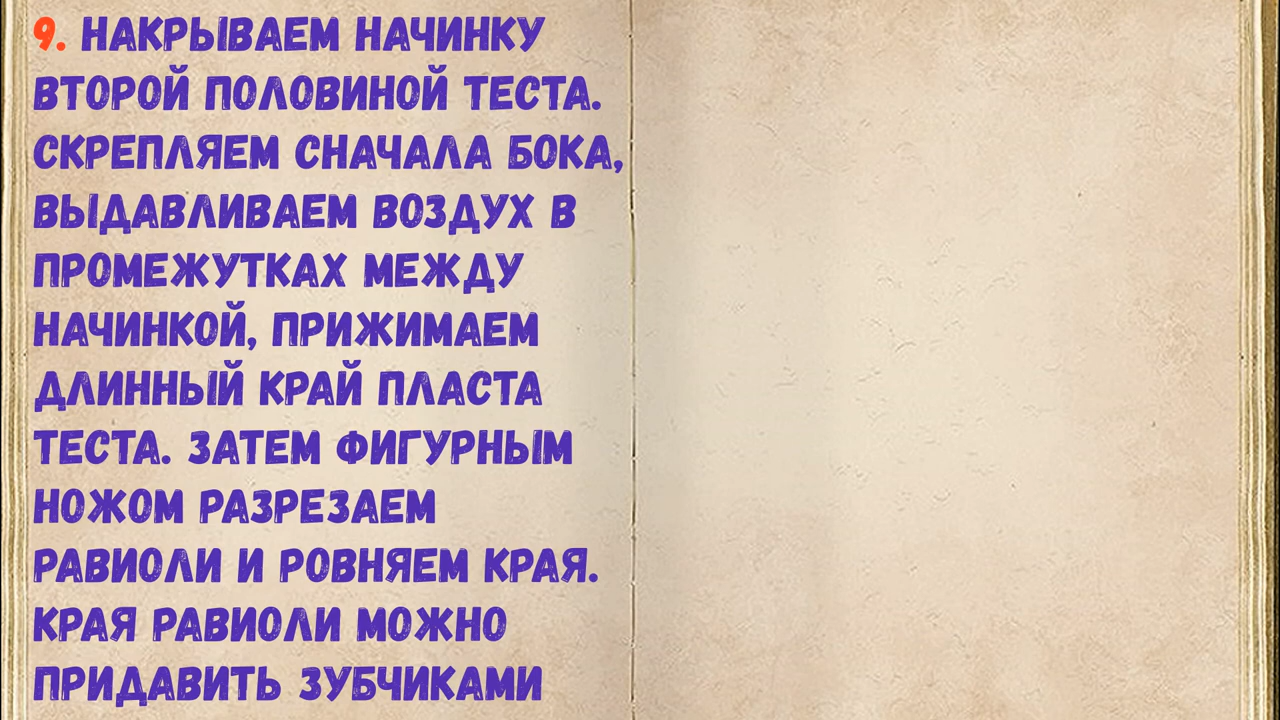 9. НАКРЫВАЕМ НАЧИНКУ
ВТОРОЙ ПОЛОВИНОЙ ТЕСТА.
СКРЕПЛЯЕМ СНАЧАЛА БОКА,
ВЫДАВЛИВАЕМ ВОЗДУХ В
ПРОМЕЖУТКАХ МЕЖДУ
НАЧИНКОЙ, ПРИЖИМАЕМ
ДЛИННЫЙ КРАЙ ПЛАСТА
ТЕСТА. ЗАТЕМ ФИГУРНЫМ
НОЖОМ РАЗРЕЗАЕМ
РАВИОЛИ И РОВНЯЕМ КРАЯ.
КРАЯ РАВИОЛИ МОЖНО
ПРИДАВИТЬ ЗУБЧИКАМИ